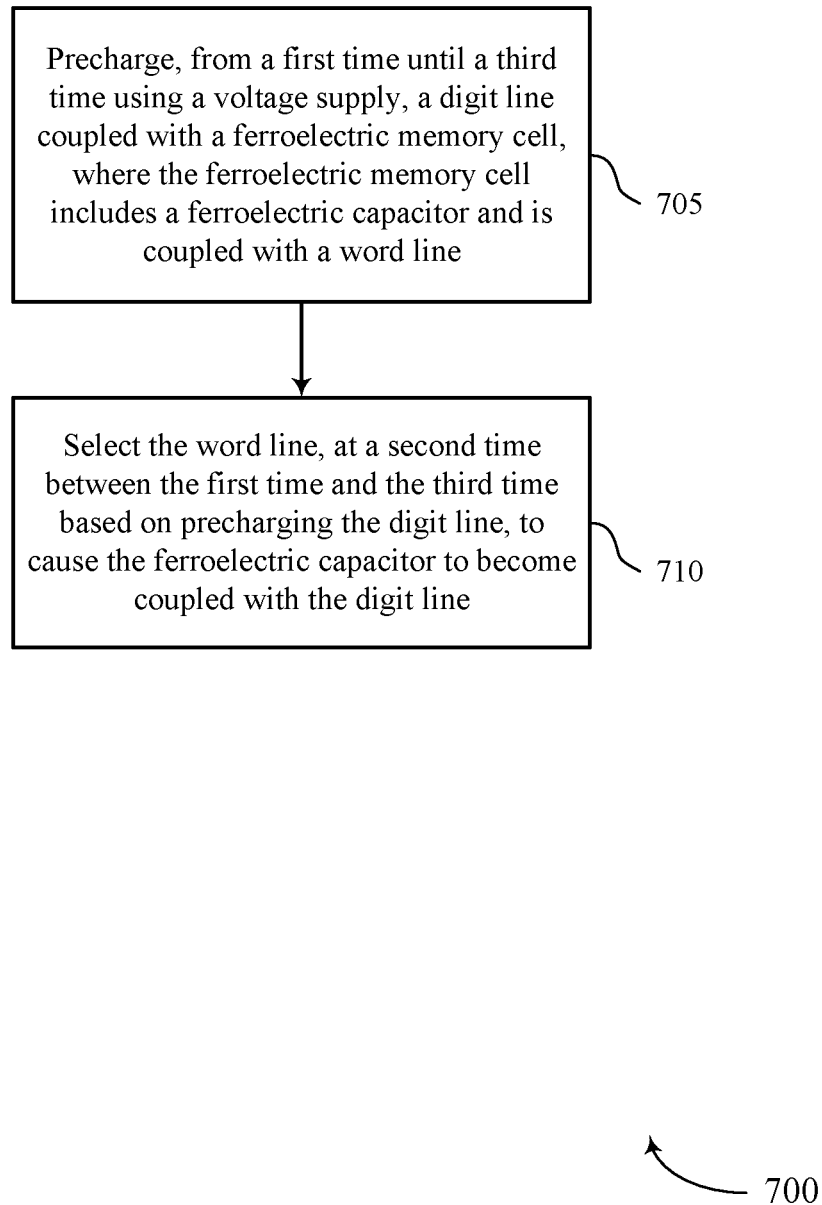 Precharge, from a first time until a third
time using a voltage supply, a digit line
coupled with a ferroelectric memory cell,
where the ferroelectric memory cell
includes a ferroelectric capacitor and is
coupled with a word line
705
Select the word line, at a second time
between the first time and the third time
based on precharging the digit line, to
cause the ferroelectric capacitor to become
coupled with the digit line
710
700